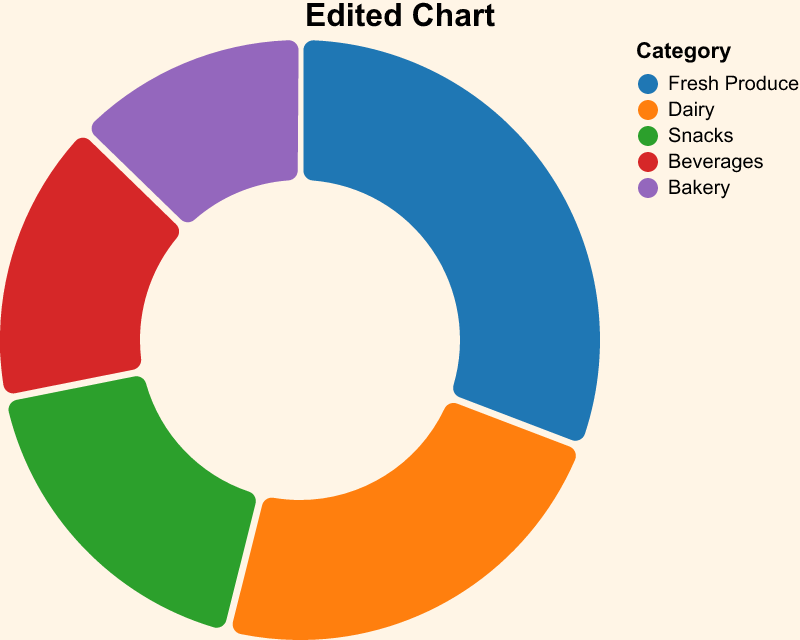 Edited Chart
Category
Fresh Produce
Dairy
Snacks
Beverages
Bakery